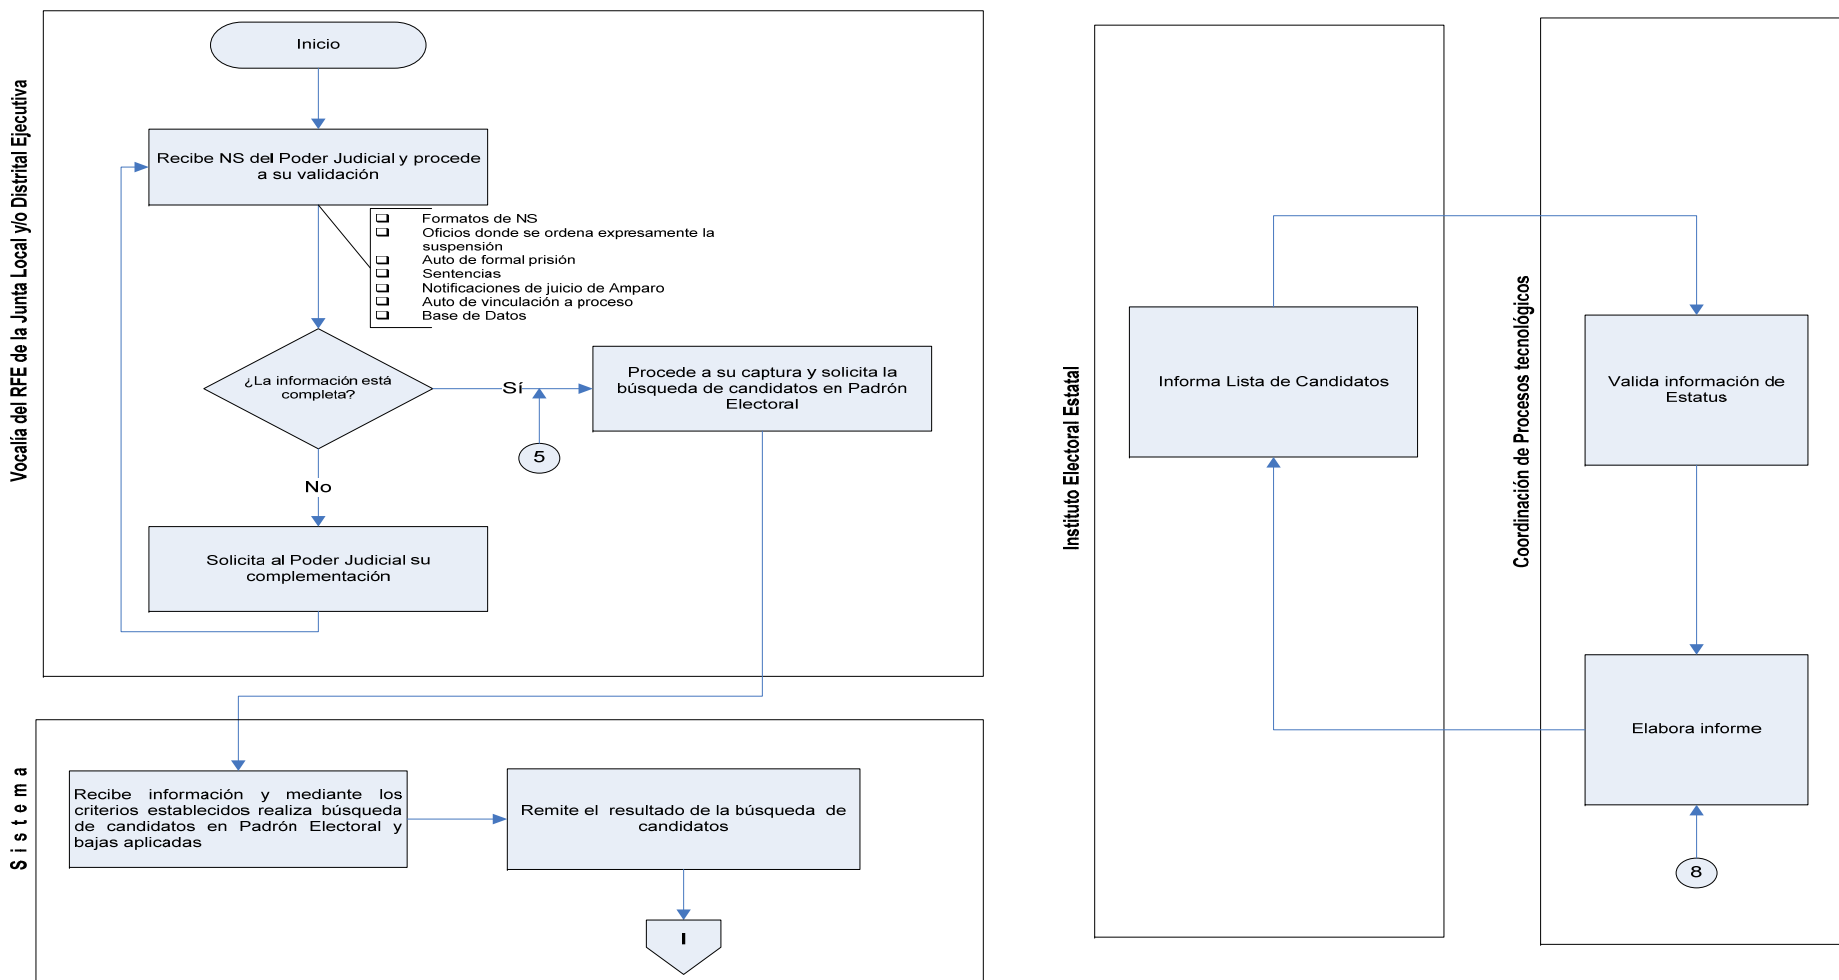 Vocalía del RFE de la Junta Local y/o Distrital Ejecutiva
Inicio
Recibe NS del Poder Judicial y procede
a su validación
Formatos de NS
Oficios donde se ordena expresamente la
suspensión
Auto de formal prisión
Sentencias
Notificaciones de juicio de Amparo
Auto de vinculación a proceso
Base de Datos
¿La información está
completa?
Sí
5
Procede a su captura y solicita la
búsqueda de candidatos en Padrón
Electoral
No
Solicita al Poder Judicial su
complementación
Sistema
Recibe información y mediante los
criterios establecidos realiza búsqueda
de candidatos en Padrón Electoral y
bajas aplicadas
Remite el resultado de la búsqueda de
candidatos
I
Instituto Electoral Estatal
Informa Lista de Candidatos
Coordinación de Procesos tecnológicos
Valida información de
Estatus
Elabora informe
8